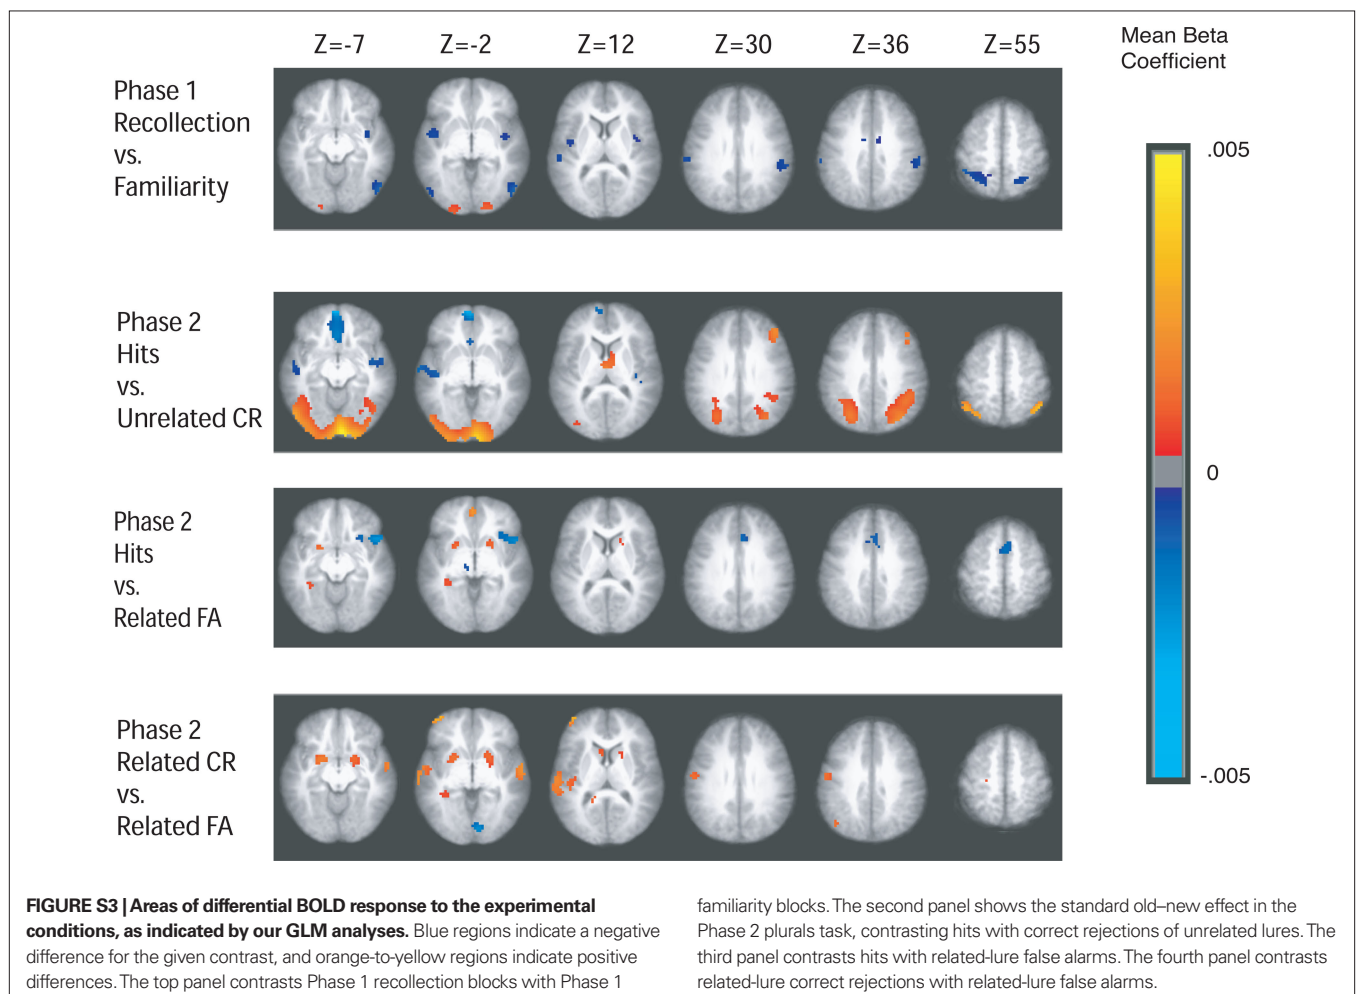 Z=-7 Z=-2 Z=12 Z=30 Z=36 Z=55
Mean Beta
Coefficient
Phase 1
Recollection
vs.
Familiarity
Phase 2
Hits
vs.
Unrelated CR
Phase 2
Hits
vs.
Related FA
Phase 2
Related CR
vs.
Related FA
.005
0
-.005
FIGURE S3 | Areas of differential BOLD response to the experimental
conditions, as indicated by our GLM analyses. Blue regions indicate a negative
difference for the given contrast, and orange-to-yellow regions indicate positive
differences. The top panel contrasts Phase 1 recollection blocks with Phase 1
familiarity blocks. The second panel shows the standard old–new effect in the
Phase 2 plurals task, contrasting hits with correct rejections of unrelated lures. The
third panel contrasts hits with related-lure false alarms. The fourth panel contrasts
related-lure correct rejections with related-lure false alarms.